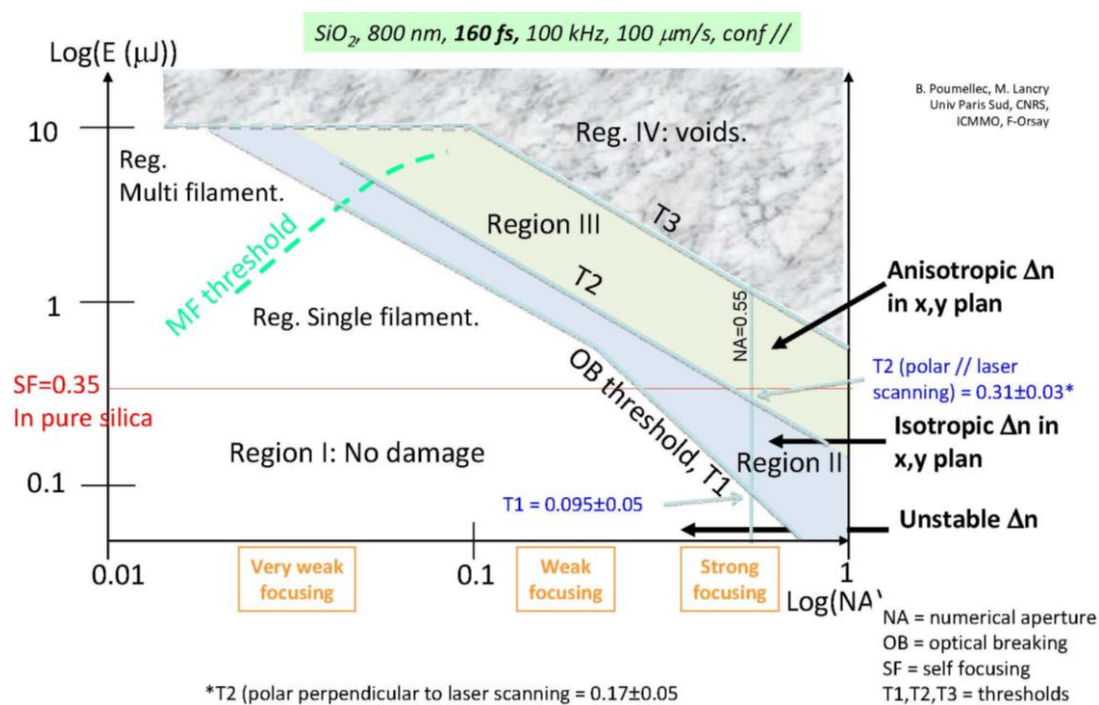 SiO2, 800 nm, 160 fs, 100 kHz, 100 μm/s, conf //
Log(E (μJ))
B. Poumellec, M. Lancry
Univ Paris Sud, CNRS,
ICMMO, F-Orsay
10
Reg.
Multi filament.
Reg. IV: voids.
MF threshold
Region III
T3
T2
Anisotropic Δn
in x,y plan
1
Reg. Single filament.
NA=0.55
OB threshold, T1
T2 (polar // laser
scanning) = 0.31±0.03*
SF=0.35
In pure silica
Region I: No damage
Region II
Isotropic Δn in
x,y plan
0.1
T1 = 0.095±0.05
Unstable Δn
0.01
Very weak
focusing
0.1
Weak
focusing
Strong
focusing
1
Log(NA)
NA = numerical aperture
OB = optical breaking
SF = self focusing
T1,T2,T3 = thresholds
*T2 (polar perpendicular to laser scanning = 0.17±0.05